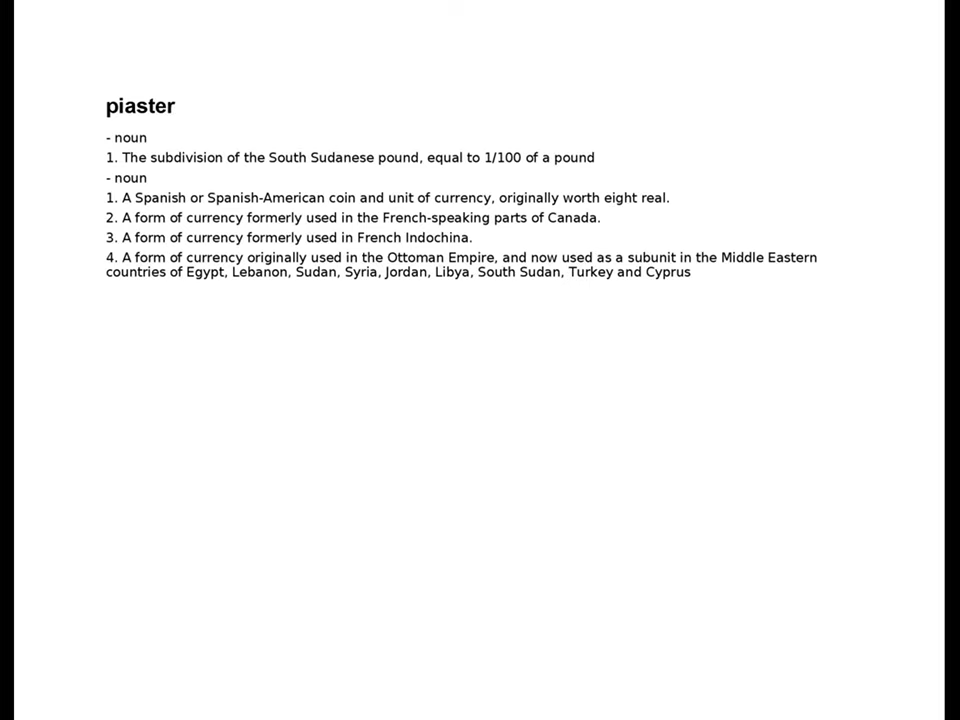 piaster
- noun
1. The subdivision of the South Sudanese pound, equal to 1/100 of a pound
- noun
1. A Spanish or Spanish-American coin and unit of currency, originally worth eight real.
2. A form of currency formerly used in the French-speaking parts of Canada.
3. A form of currency formerly used in French Indochina.
4. A form of currency originally used in the Ottoman Empire, and now used as a subunit in the Middle Eastern
countries of Egypt, Lebanon, Sudan, Syria, Jordan, Libya, South Sudan, Turkey and Cyprus